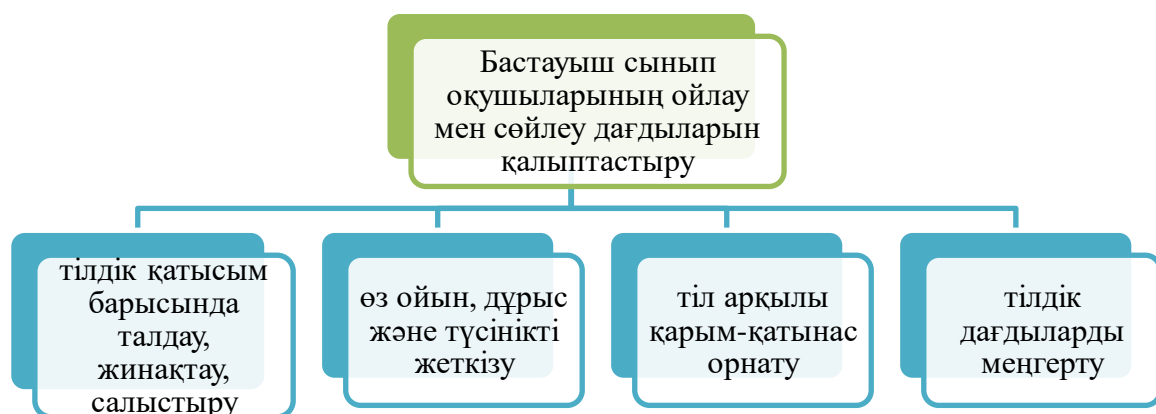 Бастауыш сынып
оқушыларының ойлау
мен сөйлеу дағдыларын
қалыптастыру
тілдік қатысым
барысында
талдау,
жинақтау,
салыстыру
өз ойын, дұрыс
және түсінікті
жеткізу
тіл арқылы
қарым-қатынас
орнату
тілдік
дағдыларды
меңгерту